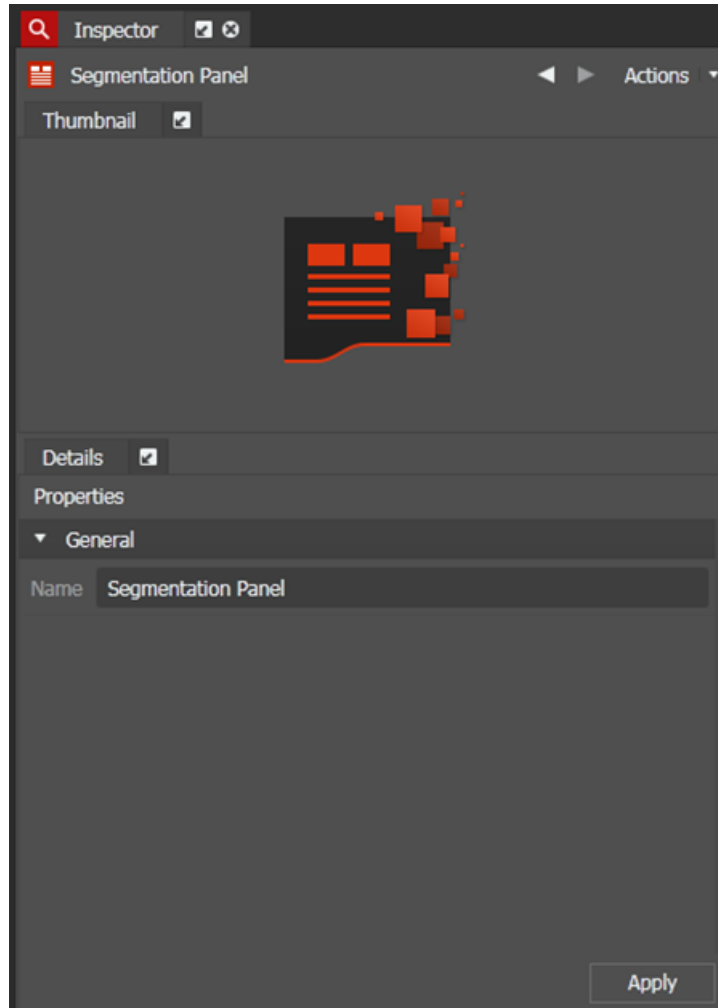 Inspector
Segmentation Panel
Actions
Thumbnail
Details
Properties
General
Name Segmentation Panel
Apply